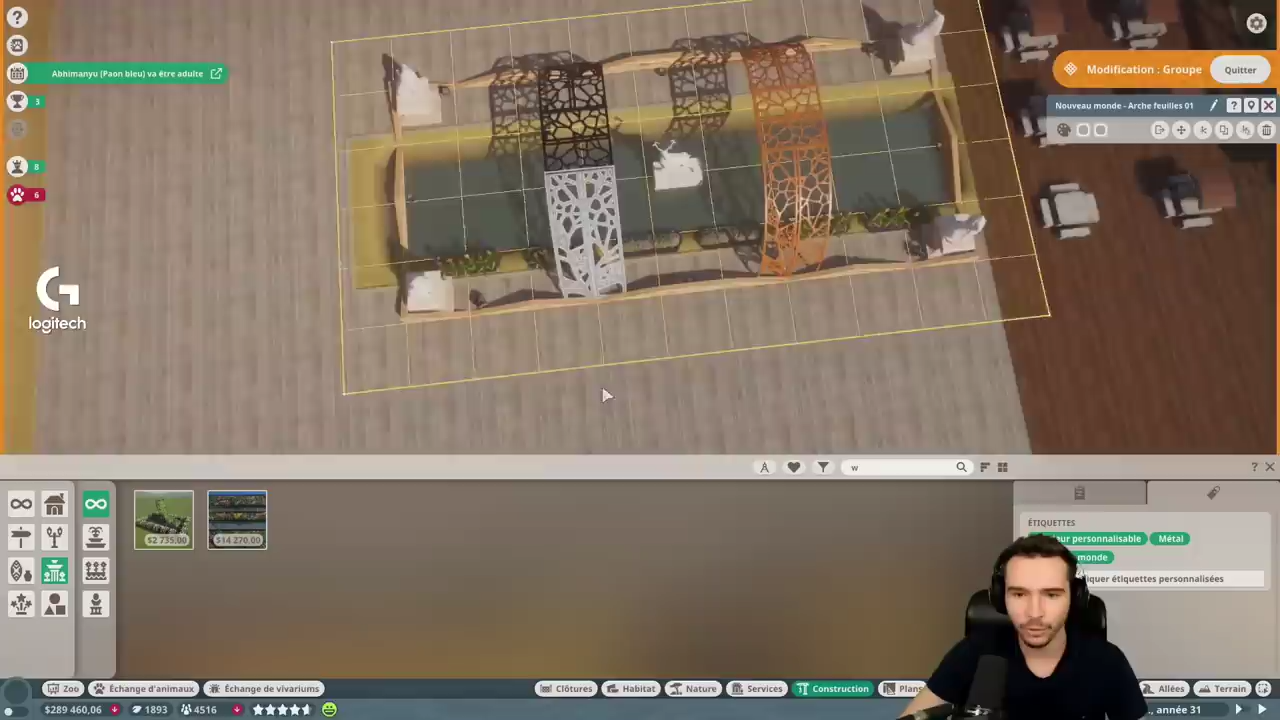 ?
Abhimanyu (Paon bleu) va être adulte
Modification : Groupe
Quitter
Nouveau monde - Arche feuilles 01
?
3
8
6
logitech
w
?
$2 735,00
$14 270,00
ÉTIQUETTES
personnalisable
Métal
monde
étiquettes personnalisées
Zoo
Échange d'animaux
Échange de vivariums
Clôtures
Habitat
Nature
Services
Construction
Plans
Allées
Terrain
$289 460,06
1893
4516
, année 31